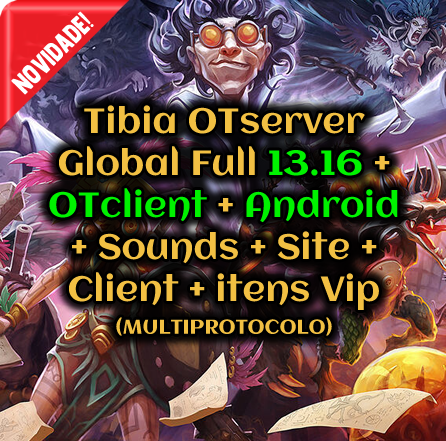 NOVIDADE!
Tibia OTserver
Global Full 13.16 +
OTclient + Android
+ Sounds + Site +
Client + itens Vip
(MULTIPROTOCOLO)